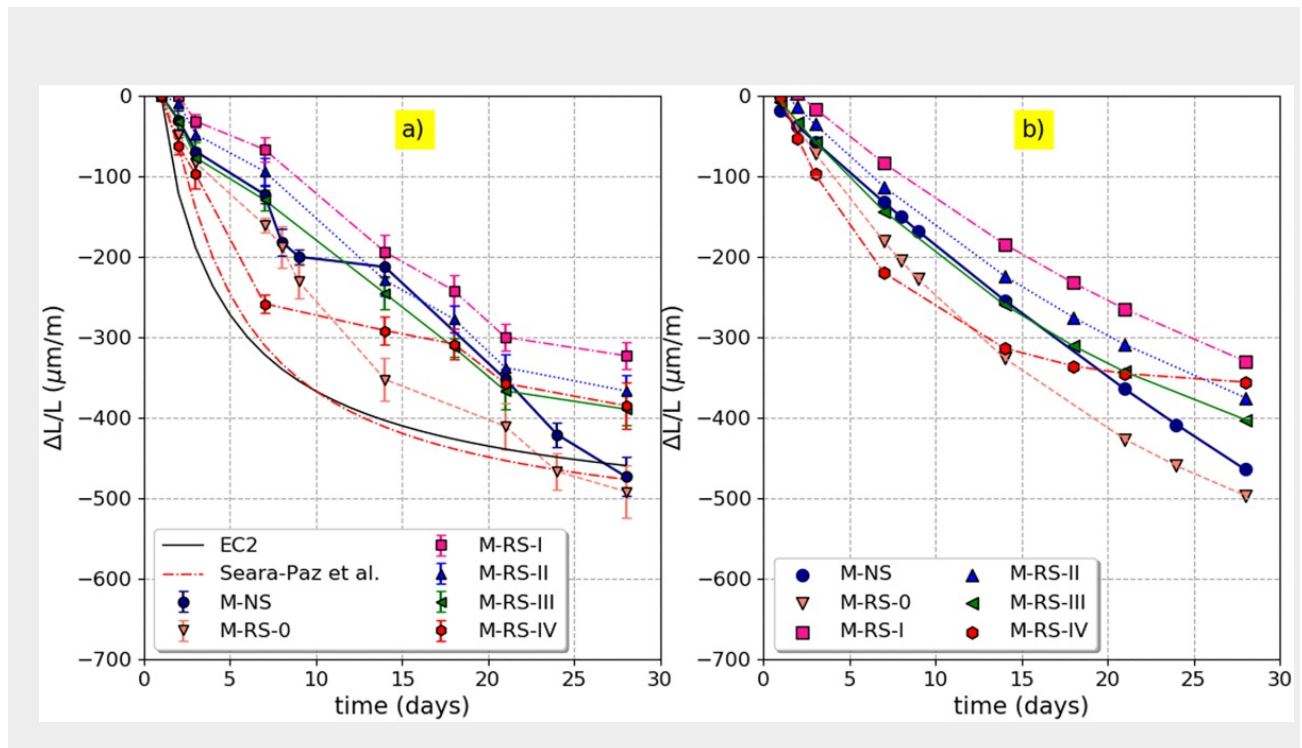 a)
0
−100
−200
−300
−400
−500
−600
−700
ΔL/L (μm/m)
EC2
Seara-Paz et al.
M-NS
M-RS-0
M-RS-I
M-RS-II
M-RS-III
M-RS-IV
0 5 10 15 20 25 30
time (days)
b)
0
−100
−200
−300
−400
−500
−600
−700
ΔL/L (μm/m)
M-NS
M-RS-0
M-RS-I
M-RS-II
M-RS-III
M-RS-IV
0 5 10 15 20 25 30
time (days)